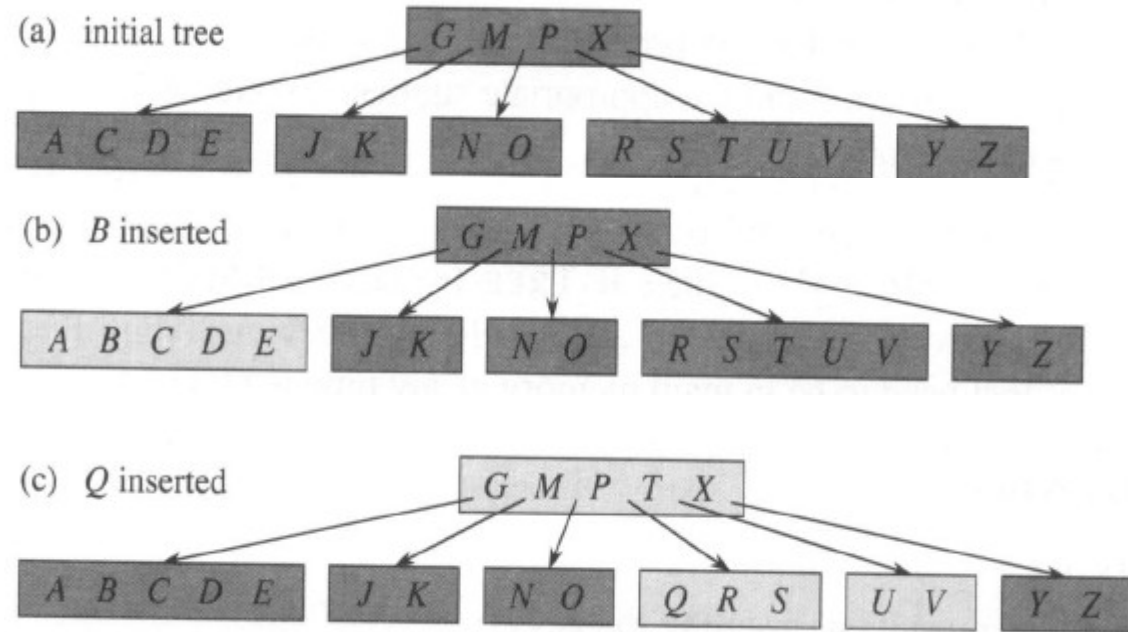 (a) initial tree
G M P X
A C D E J K N O R S T U V Y Z
(b) B inserted
G M P X
A B C D E J K N O R S T U V Y Z
(c) Q inserted
G M P T X
A B C D E J K N O Q R S U V Y Z